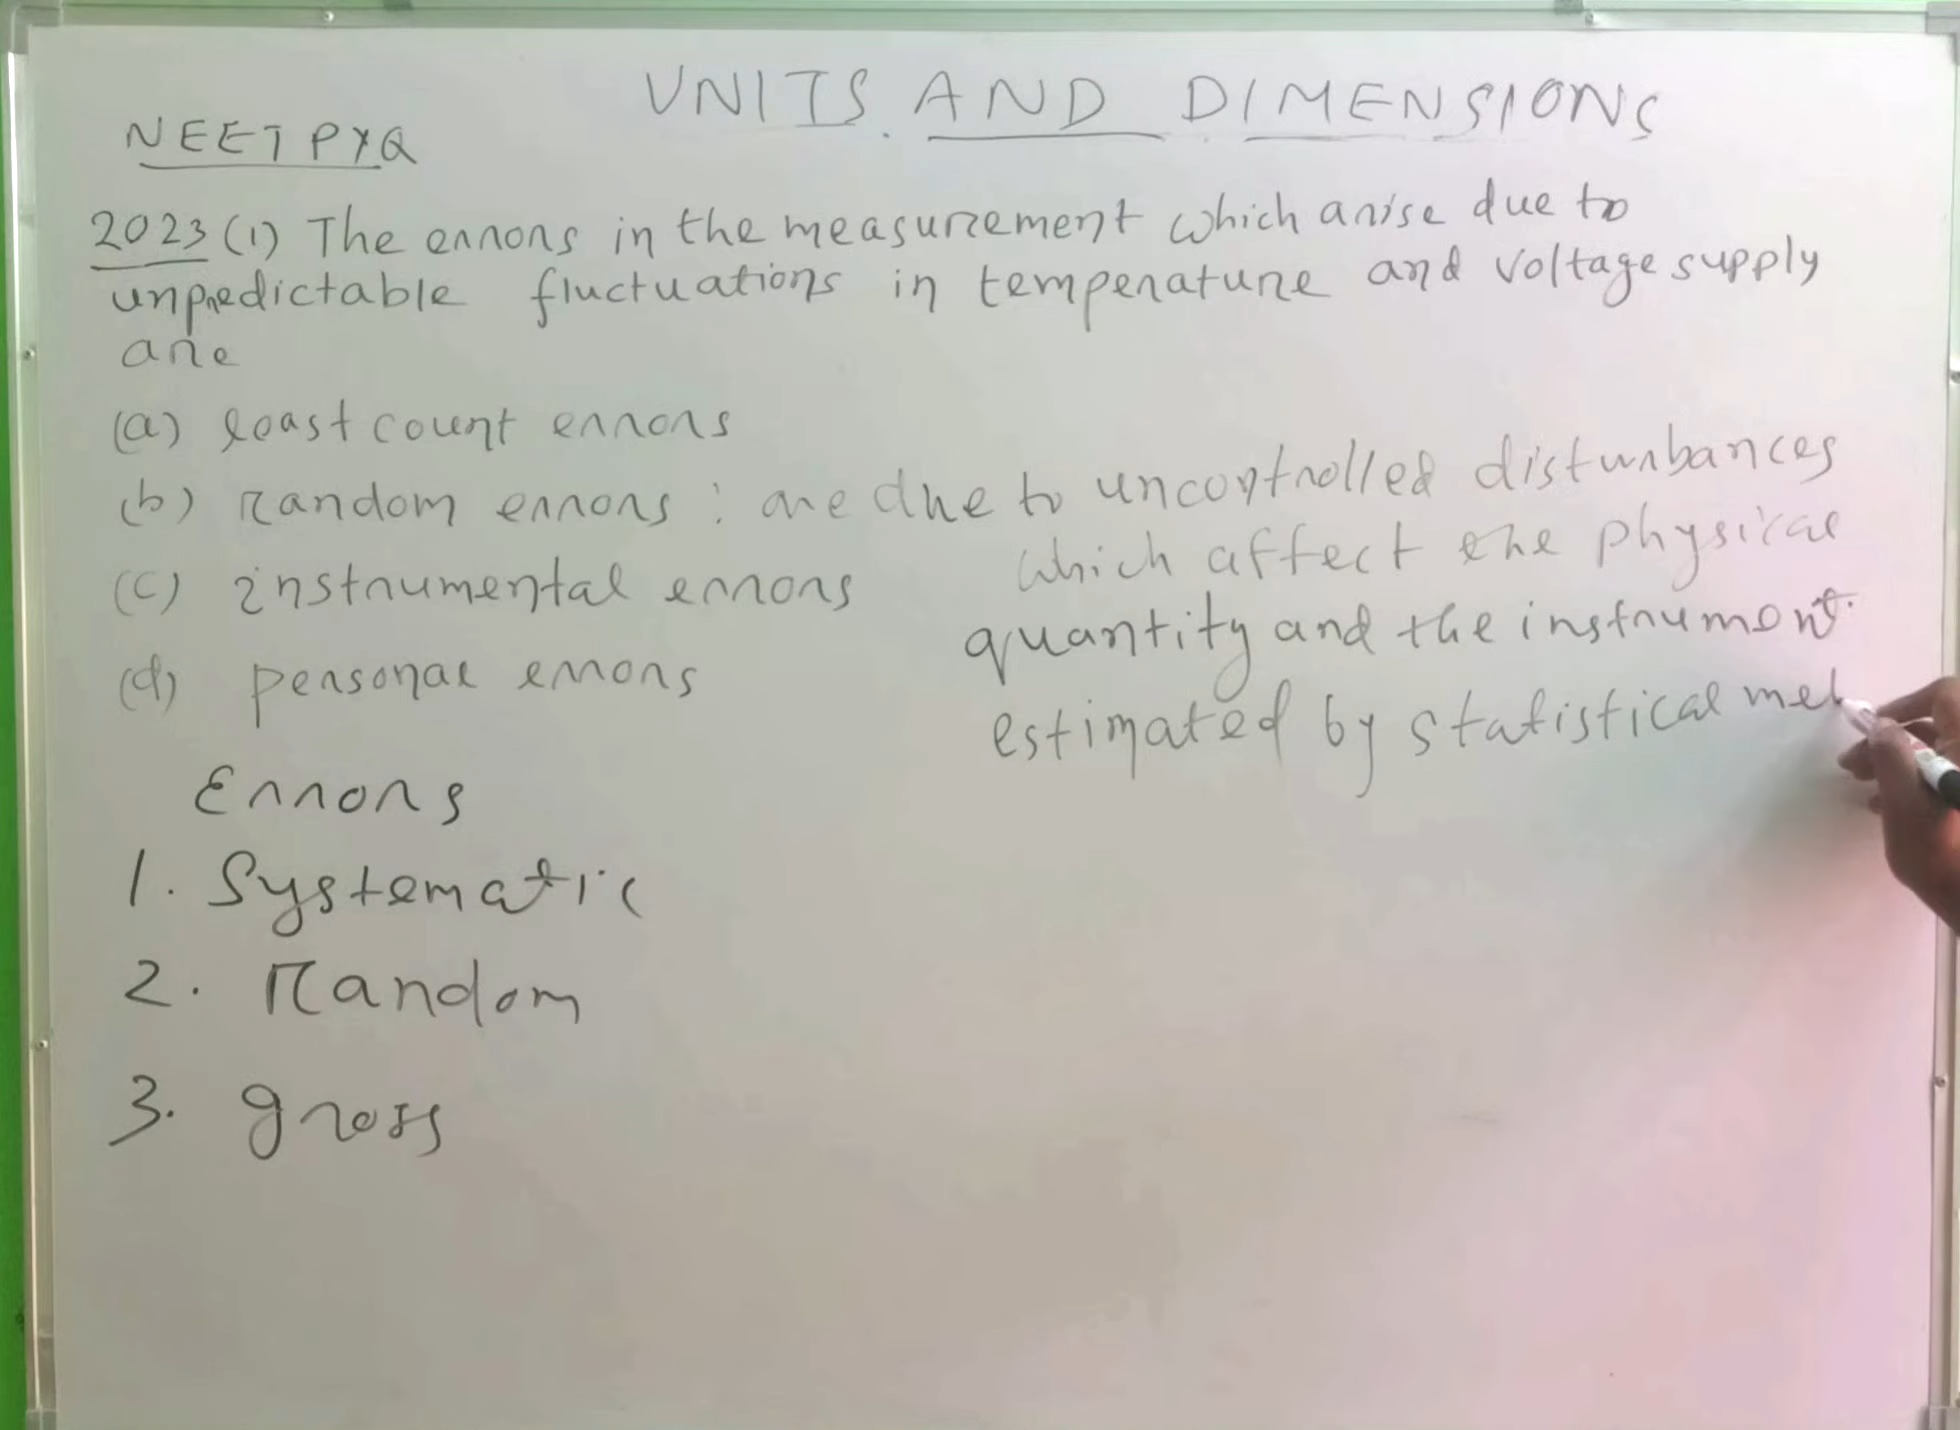 UNITS AND DIMENSIONS
NEET PYQ
2023 (1) The errors in the measurement which arise due to
unpredictable fluctuations in temperature and voltage supply
are
(a) least count errors
(b) random errors : are due to uncontrolled disturbances
which affect the physical
(c) instrumental errors
quantity and the instrument.
(d) personal errors
estimated by statistical met
Errors
1. Systematic
2. Random
3. gross